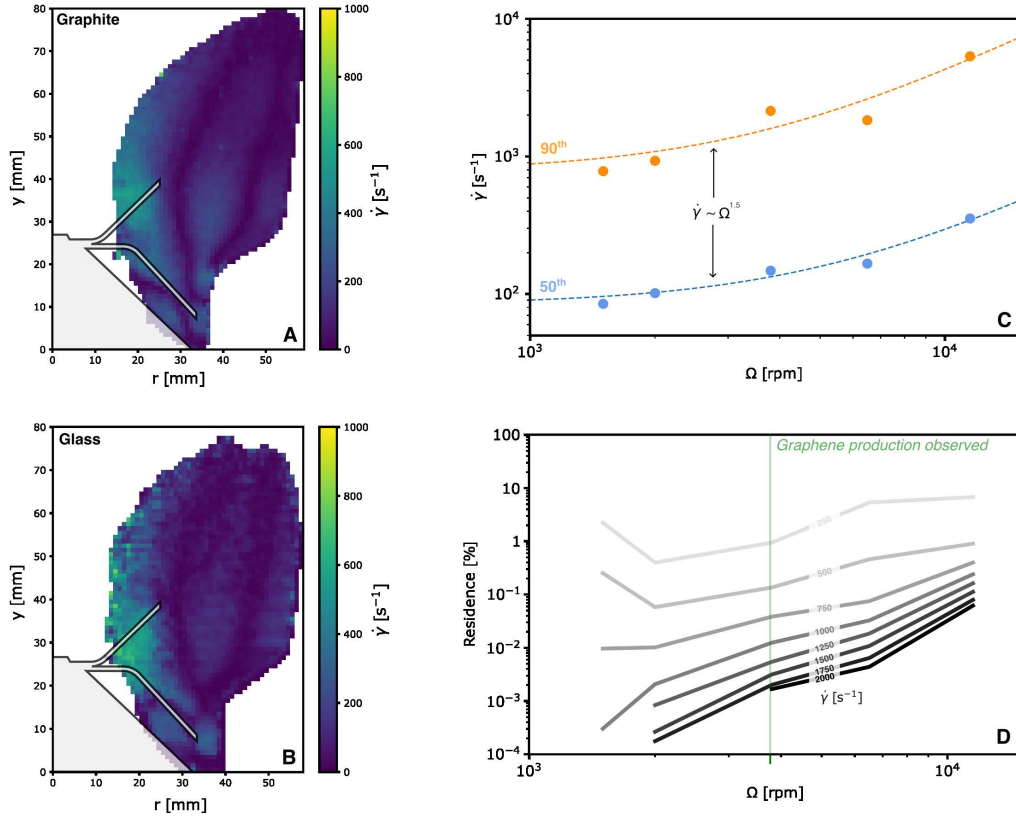 Graphite
80
70
60
50
40
30
20
10
0
y [mm]
0 10 20 30 40 50
r [mm]
A
1000
800
600
400
200
0
γ̇ [s⁻¹]
10⁴
10³
10²
γ̇ [s⁻¹]
90ᵗʰ
50ᵗʰ
γ̇ ~ Ω¹·⁵
C
10³ 10⁴
Ω [rpm]
Glass
80
70
60
50
40
30
20
10
0
y [mm]
0 10 20 30 40 50
r [mm]
B
1000
800
600
400
200
0
γ̇ [s⁻¹]
100
10
1
10⁻¹
10⁻²
10⁻³
10⁻⁴
Residence [%]
Graphene production observed
250
500
750
1000
1250
1500
1750
2000
γ̇ [s⁻¹]
D
10³ 10⁴
Ω [rpm]